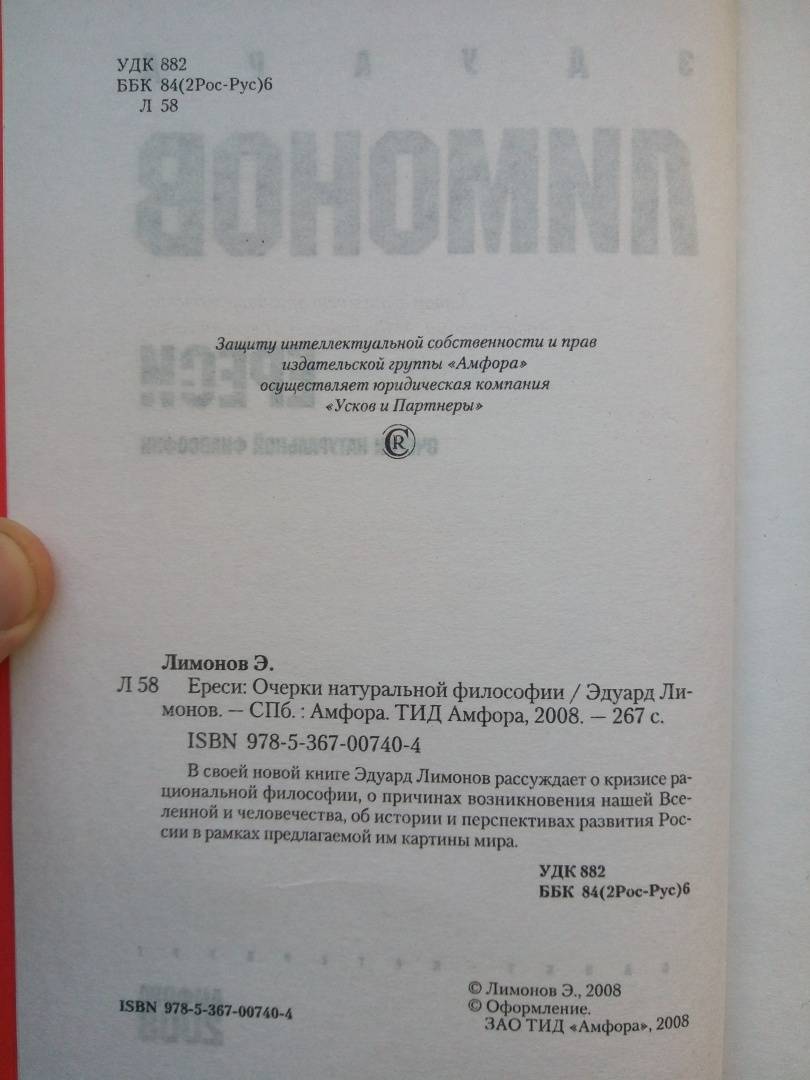 УДК 882
ББК 84(2Рос-Рус)6
Л 58
Защиту интеллектуальной собственности и прав
издательской группы «Амфора»
осуществляет юридическая компания
«Усков и Партнеры»
Лимонов Э.
Л 58 Ереси: Очерки натуральной философии / Эдуард Ли-
монов. — СПб. : Амфора. ТИД Амфора, 2008. — 267 с.
ISBN 978-5-367-00740-4
В своей новой книге Эдуард Лимонов рассуждает о кризисе ра-
циональной философии, о причинах возникновения нашей Все-
ленной и человечества, об истории и перспективах развития Рос-
сии в рамках предлагаемой им картины мира.
УДК 882
ББК 84(2Рос-Рус)6
ISBN 978-5-367-00740-4
© Лимонов Э., 2008
© Оформление.
ЗАО ТИД «Амфора», 2008